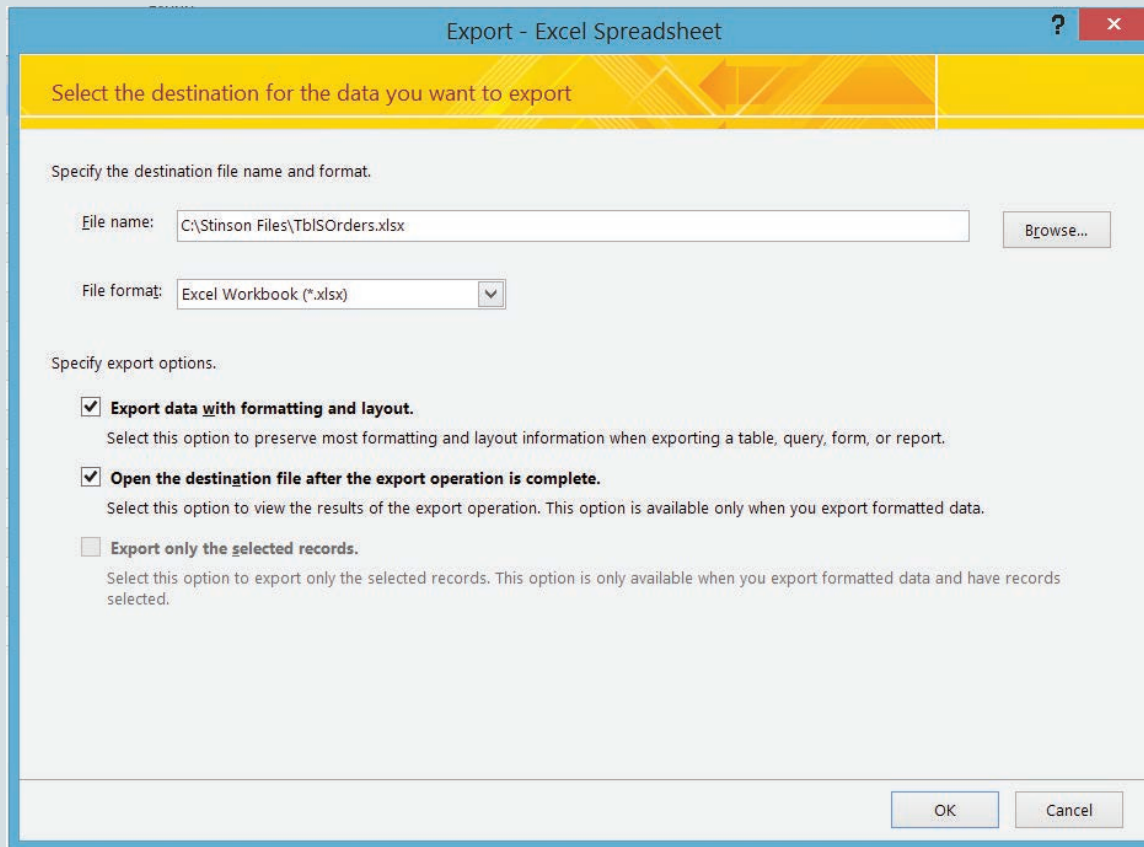 Export - Excel Spreadsheet
?
Select the destination for the data you want to export
Specify the destination file name and format.
File name:
C:\Stinson Files\TblSOrders.xlsx
Browse...
File format:
Excel Workbook (*.xlsx)
Specify export options.
Export data with formatting and layout.
Select this option to preserve most formatting and layout information when exporting a table, query, form, or report.
Open the destination file after the export operation is complete.
Select this option to view the results of the export operation. This option is available only when you export formatted data.
Export only the selected records.
Select this option to export only the selected records. This option is only available when you export formatted data and have records
selected.
OK
Cancel